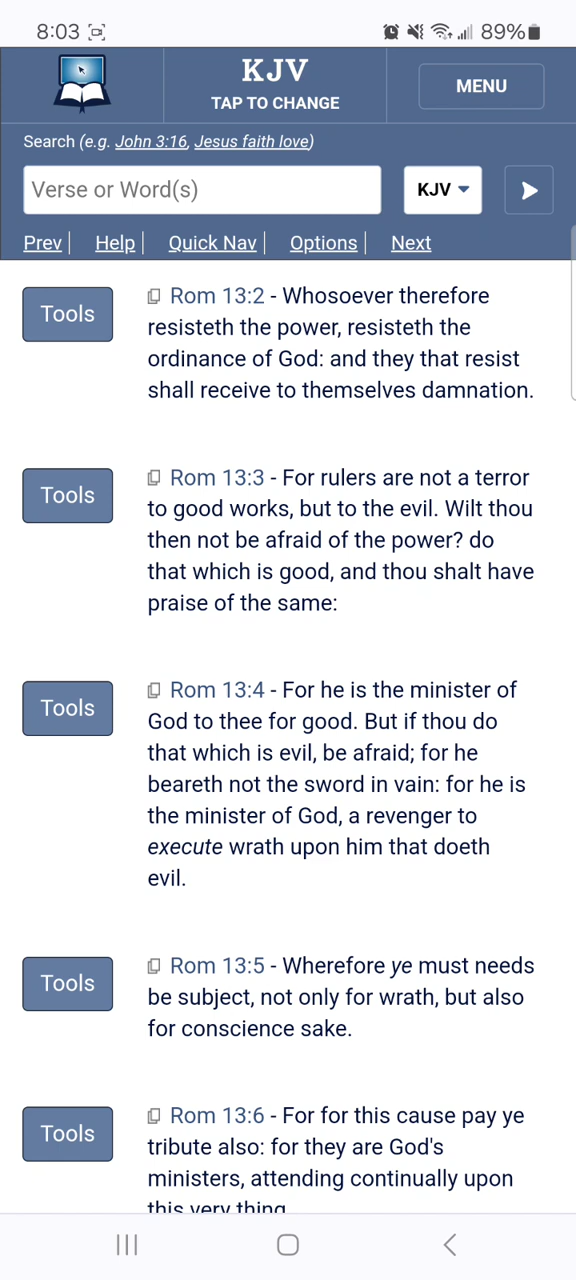 8:03 89%
KJV
TAP TO CHANGE
MENU
Search (e.g. John 3:16, Jesus faith love)
Verse or Word(s)
KJV
Prev | Help | Quick Nav | Options | Next
Tools
Rom 13:2 - Whosoever therefore
resisteth the power, resisteth the
ordinance of God: and they that resist
shall receive to themselves damnation.
Tools
Rom 13:3 - For rulers are not a terror
to good works, but to the evil. Wilt thou
then not be afraid of the power? do
that which is good, and thou shalt have
praise of the same:
Tools
Rom 13:4 - For he is the minister of
God to thee for good. But if thou do
that which is evil, be afraid; for he
beareth not the sword in vain: for he is
the minister of God, a revenger to
execute wrath upon him that doeth
evil.
Tools
Rom 13:5 - Wherefore ye must needs
be subject, not only for wrath, but also
for conscience sake.
Tools
Rom 13:6 - For for this cause pay ye
tribute also: for they are God's
ministers, attending continually upon
this very thing